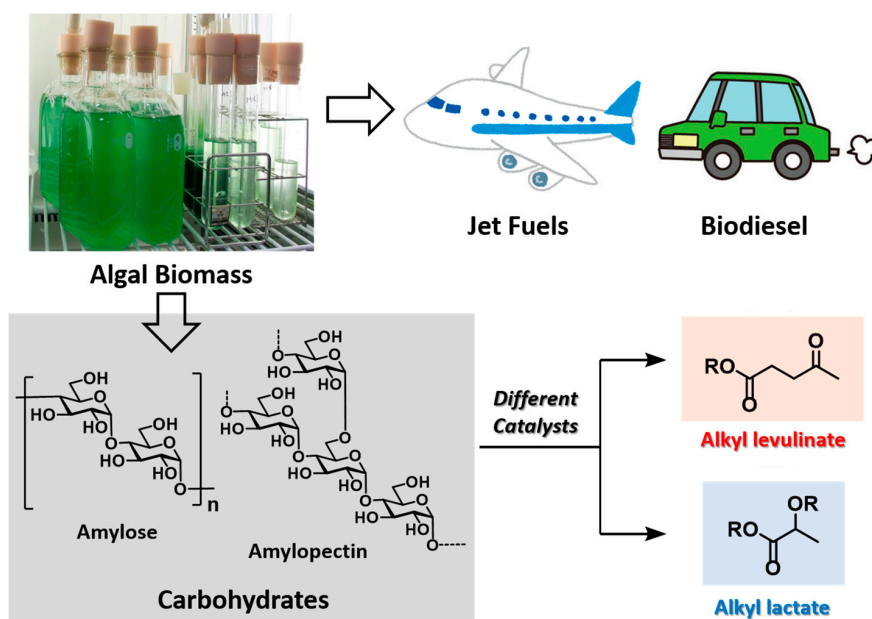 Jet Fuels
Biodiesel
Algal Biomass
OH
O
HO
HO
O
OH
O
HO
HO
O
n
Amylose
OH
O
O
HO
HO
O
OH
O
O
HO
HO
O
O
HO
HO
O
OH
O
HO
HO
O
Amylopectin
Carbohydrates
Different
Catalysts
RO
O
O
Alkyl levulinate
OR
RO
O
Alkyl lactate